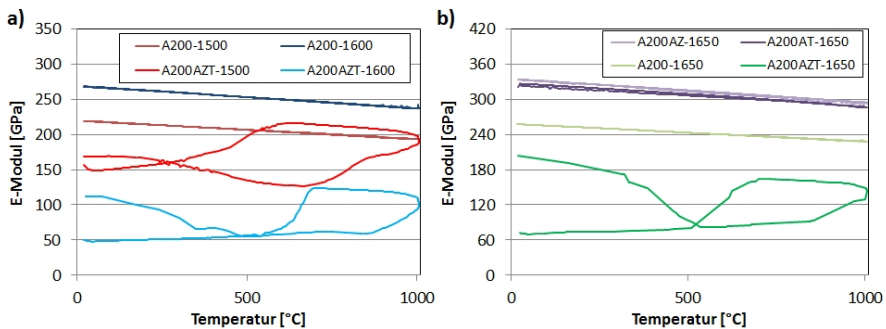 a)
350
300
250
200
150
100
50
0
E-Modul [GPa]
A200-1500
A200-1600
A200AZT-1500
A200AZT-1600
0
500
1000
Temperatur [°C]
b)
420
360
300
240
180
120
60
0
E-Modul [GPa]
A200AZ-1650
A200AT-1650
A200-1650
A200AZT-1650
0
500
1000
Temperatur [°C]